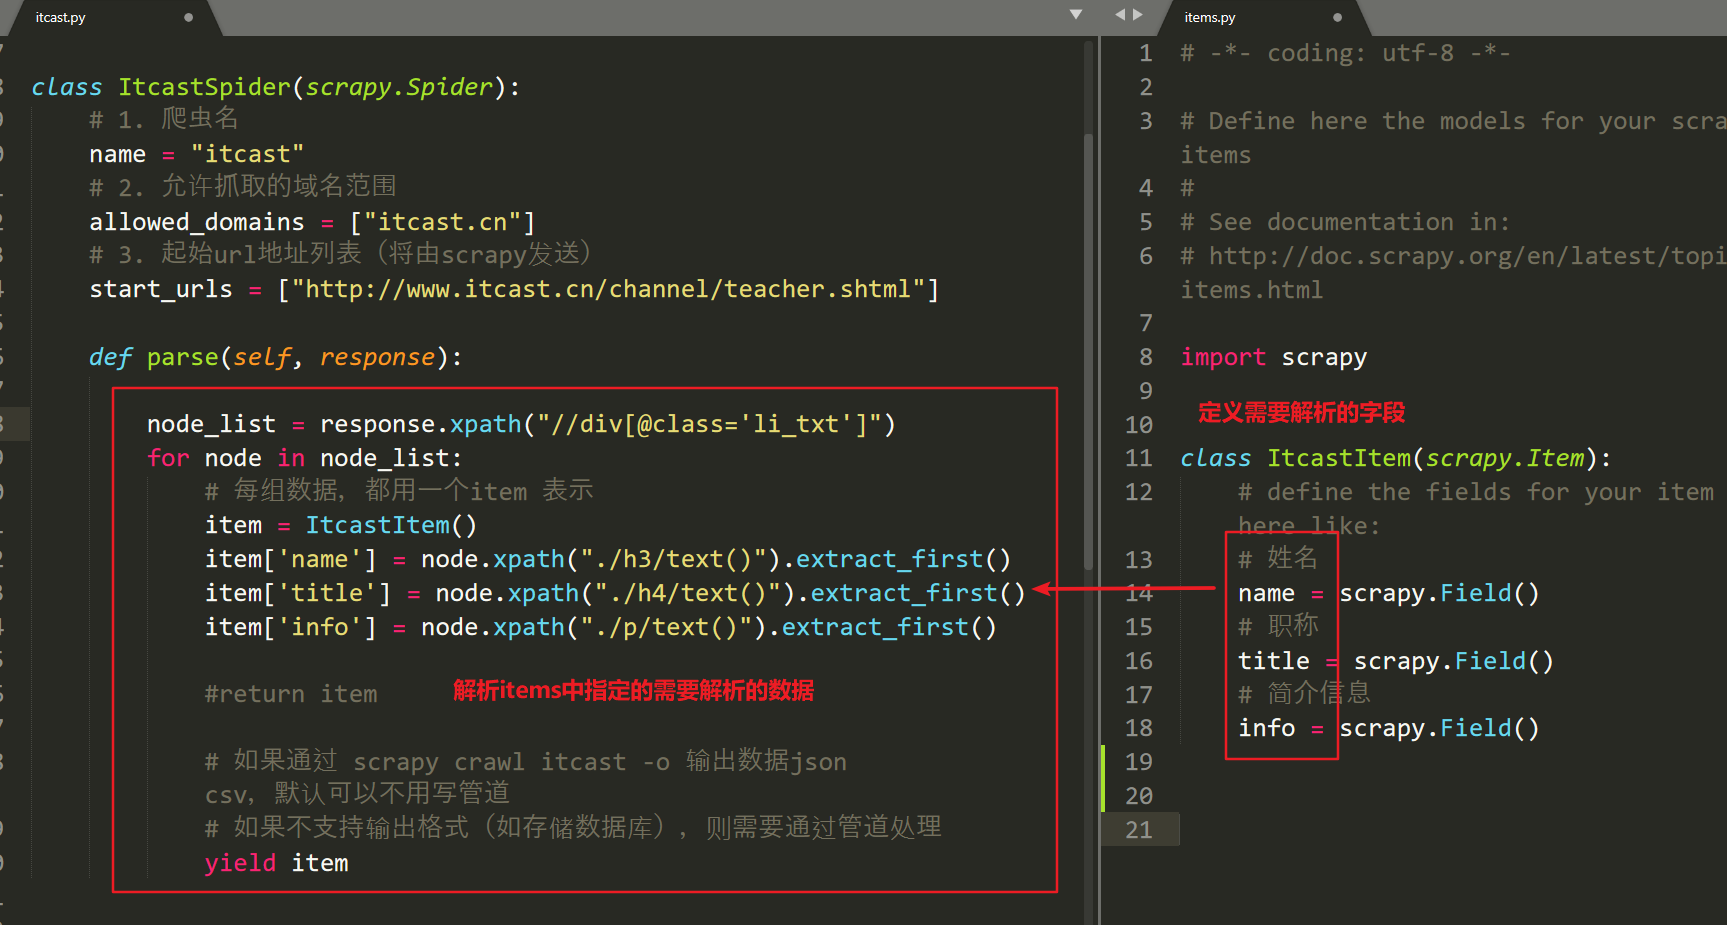 itcast.py
class ItcastSpider(scrapy.Spider):
# 1. 爬虫名
name = "itcast"
# 2. 允许抓取的域名范围
allowed_domains = ["itcast.cn"]
# 3. 起始url地址列表（将由scrapy发送）
start_urls = ["http://www.itcast.cn/channel/teacher.shtml"]
def parse(self, response):
node_list = response.xpath("//div[@class='li_txt']")
for node in node_list:
# 每组数据，都用一个item 表示
item = ItcastItem()
item['name'] = node.xpath("./h3/text()").extract_first()
item['title'] = node.xpath("./h4/text()").extract_first()
item['info'] = node.xpath("./p/text()").extract_first()
#return item
解析items中指定的需要解析的数据
# 如果通过 scrapy crawl itcast -o 输出数据json
csv，默认可以不用写管道
# 如果不支持输出格式（如存储数据库），则需要通过管道处理
yield item
items.py
1 # -*- coding: utf-8 -*-
2
3 # Define here the models for your scra
items
4 #
5 # See documentation in:
6 # http://doc.scrapy.org/en/latest/topi
items.html
7
8 import scrapy
9
定义需要解析的字段
10
11 class ItcastItem(scrapy.Item):
12 # define the fields for your item
here like:
13 # 姓名
14 name = scrapy.Field()
15 # 职称
16 title = scrapy.Field()
17 # 简介信息
18 info = scrapy.Field()
19
20
21